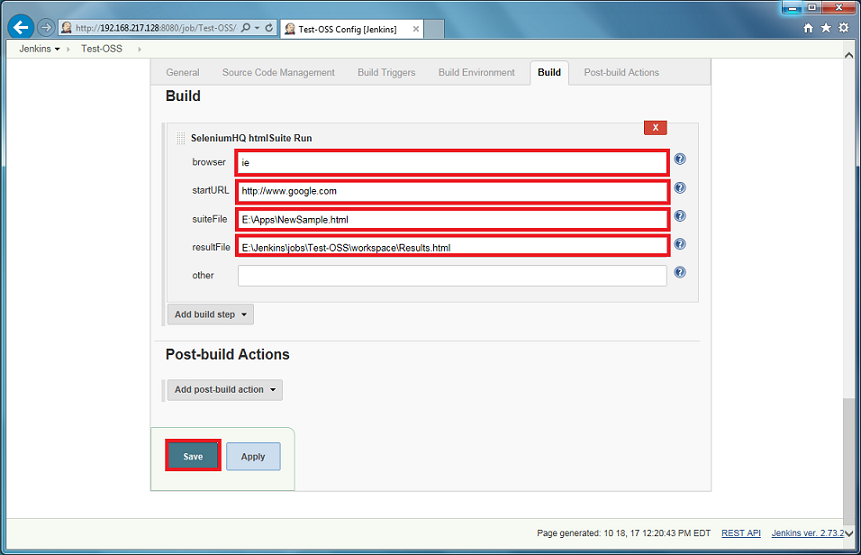 http://192.168.217.128:8080/job/Test-OSS/
Test-OSS Config [Jenkins]
Jenkins
Test-OSS
General Source Code Management Build Triggers Build Environment Build Post-build Actions
Build
X
SeleniumHQ htmlSuite Run
browser ie
startURL http://www.google.com
suiteFile E:\Apps\NewSample.html
resultFile E:\Jenkins\jobs\Test-OSS\workspace\Results.html
other
Add build step
Post-build Actions
Add post-build action
Save Apply
Page generated: 10 18, 17 12:20:43 PM EDT REST API Jenkins ver. 2.73.2